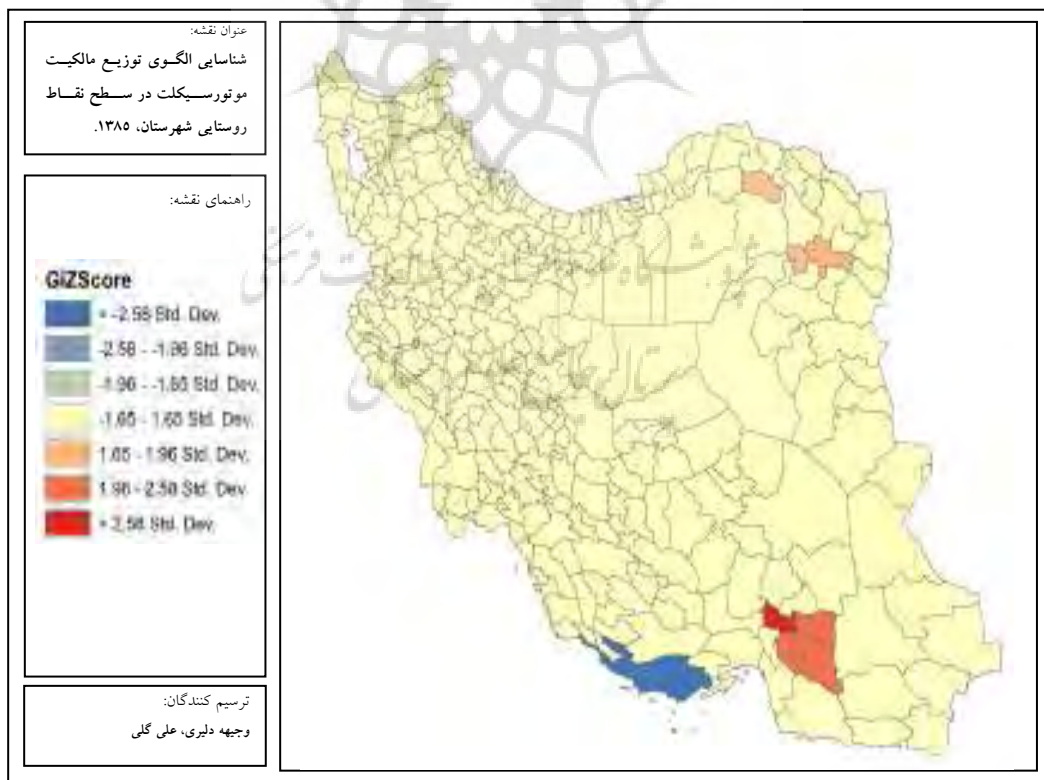 عنوان نقشه:
شناسایی الگوی توزیع مالکیت
موتورسیکلت در سطح نقاط
روستایی شهرستان، ۱۳۸۵.
راهنمای نقشه:
GiZScore
< -2.58 Std. Dev.
-2.58 - -1.96 Std. Dev.
-1.96 - -1.65 Std. Dev.
-1.65 - 1.65 Std. Dev.
1.65 - 1.96 Std. Dev.
1.96 - 2.58 Std. Dev.
> 2.58 Std. Dev.
ترسیم کنندگان:
وجیهه دلیری، علی گلی